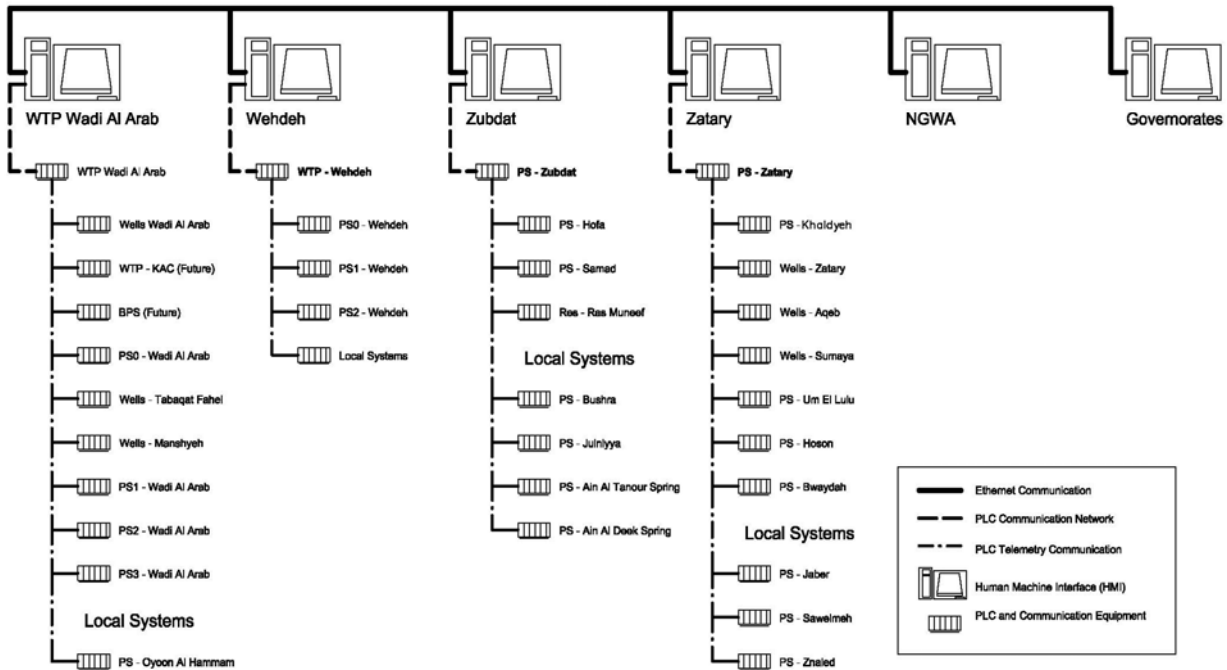 WTP Wadi Al Arab
Wehdeh
Zubdat
Zatary
NGWA
Governorates
WTP Wadi Al Arab
Wells Wadi Al Arab
WTP - KAC (Future)
BPS (Future)
PS0 - Wadi Al Arab
Wells - Tabaqat Fahel
Wells - Manshyeh
PS1 - Wadi Al Arab
PS2 - Wadi Al Arab
PS3 - Wadi Al Arab
Local Systems
PS - Oyoon Al Hammam
WTP - Wehdeh
PS0 - Wehdeh
PS1 - Wehdeh
PS2 - Wehdeh
Local Systems
PS - Zubdat
PS - Hofa
PS - Samad
Res - Ras Muneef
Local Systems
PS - Bushra
PS - Julniyya
PS - Ain Al Tanour Spring
PS - Ain Al Deek Spring
PS - Zatary
PS - Khaldyeh
Wells - Zatary
Wells - Aqeb
Wells - Sumaya
PS - Um El Lulu
PS - Hoson
PS - Bwaydah
Local Systems
PS - Jaber
PS - Sawelmeh
PS - Znaied
Ethernet Communication
PLC Communication Network
PLC Telemetry Communication
Human Machine Interface (HMI)
PLC and Communication Equipment